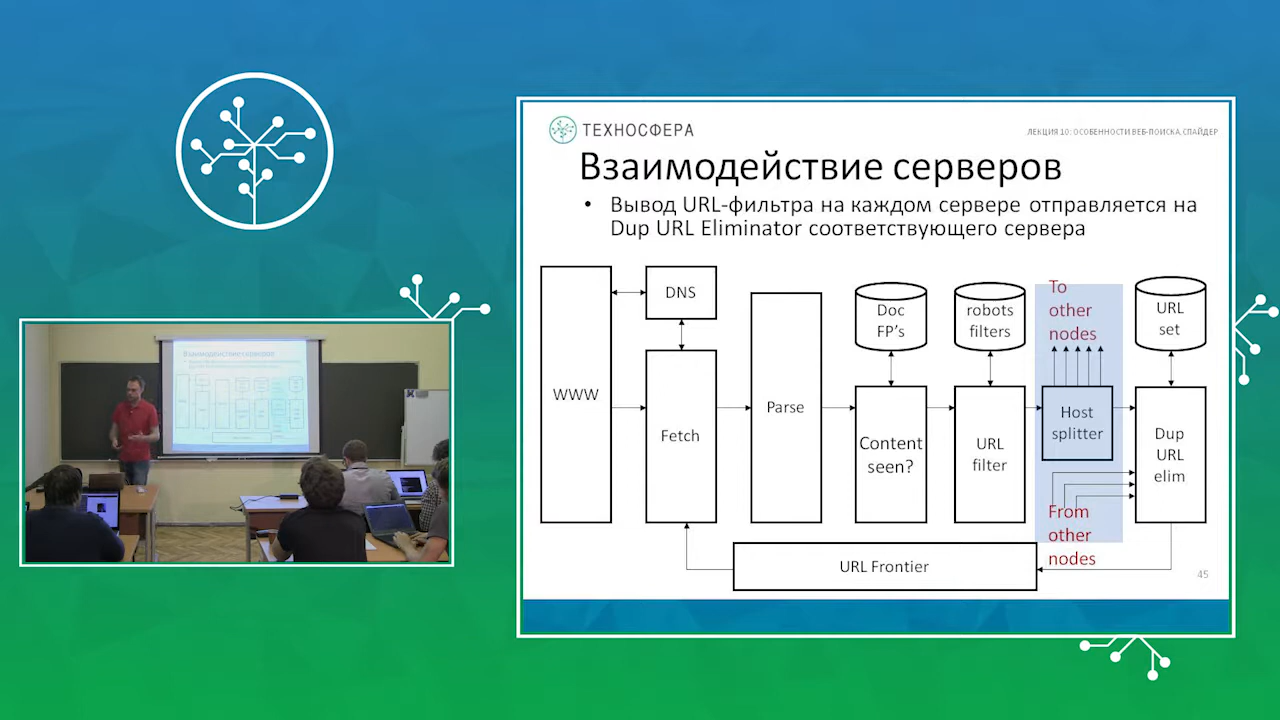 ТЕХНОСФЕРА
ЛЕКЦИЯ 10: ОСОБЕННОСТИ ВЕБ-ПОИСКА.СПАЙДЕР
Взаимодействие серверов
• Вывод URL-фильтра на каждом сервере отправляется на
Dup URL Eliminator соответствующего сервера
WWW
DNS
Fetch
Parse
Doc
FP's
Content
seen?
robots
filters
URL
filter
To
other
nodes
Host
splitter
From
other
nodes
URL
set
Dup
URL
elim
URL Frontier
45
Взаимодействие серверов